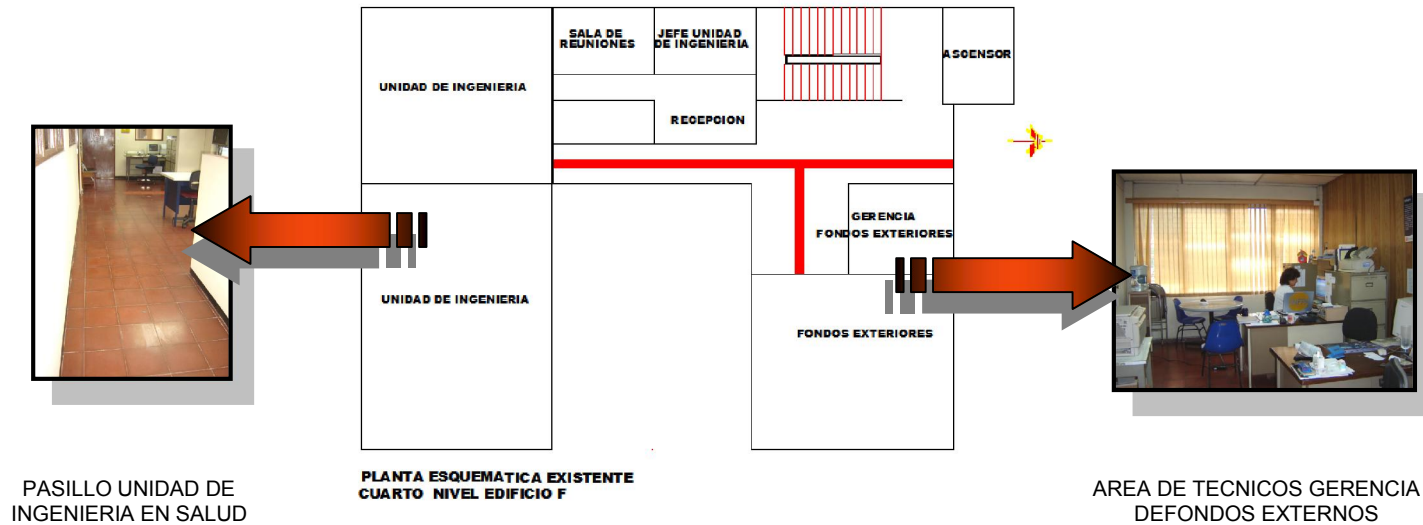 SALA DE
REUNIONES
JEFE UNIDAD
DE INGENIERIA
ASCENSOR
UNIDAD DE INGENIERIA
RECEPCION
GERENCIA
FONDOS EXTERIORES
UNIDAD DE INGENIERIA
FONDOS EXTERIORES
PLANTA ESQUEMATICA EXISTENTE
CUARTO NIVEL EDIFICIO F
PASILLO UNIDAD DE
INGENIERIA EN SALUD
AREA DE TECNICOS GERENCIA
DEFONDOS EXTERNOS